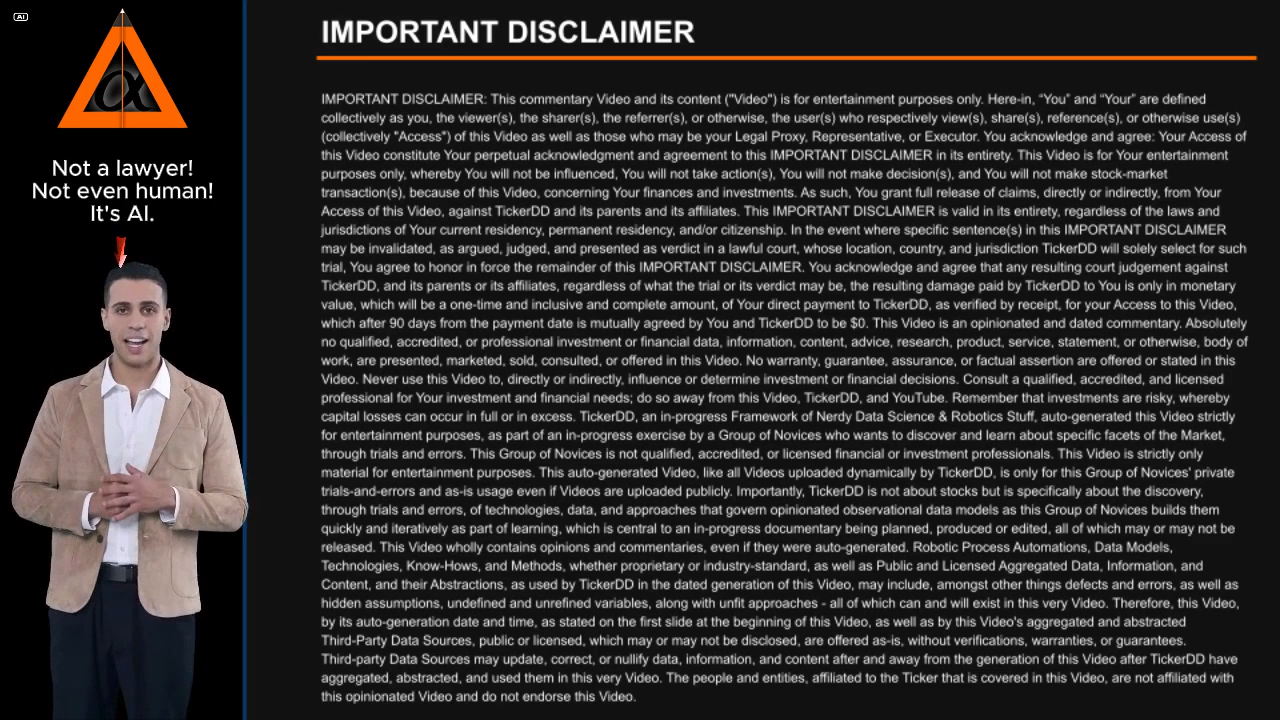 AI
α
Not a lawyer!
Not even human!
It's AI.
IMPORTANT DISCLAIMER
IMPORTANT DISCLAIMER: This commentary Video and its content ("Video") is for entertainment purposes only. Here-in, “You” and “Your” are defined
collectively as you, the viewer(s), the sharer(s), the referrer(s), or otherwise, the user(s) who respectively view(s), share(s), reference(s), or otherwise use(s)
(collectively "Access") of this Video as well as those who may be your Legal Proxy, Representative, or Executor. You acknowledge and agree: Your Access of
this Video constitute Your perpetual acknowledgment and agreement to this IMPORTANT DISCLAIMER in its entirety. This Video is for Your entertainment
purposes only, whereby You will not be influenced, You will not take action(s), You will not make decision(s), and You will not make stock-market
transaction(s), because of this Video, concerning Your finances and investments. As such, You grant full release of claims, directly or indirectly, from Your
Access of this Video, against TickerDD and its parents and its affiliates. This IMPORTANT DISCLAIMER is valid in its entirety, regardless of the laws and
jurisdictions of Your current residency, permanent residency, and/or citizenship. In the event where specific sentence(s) in this IMPORTANT DISCLAIMER
may be invalidated, as argued, judged, and presented as verdict in a lawful court, whose location, country, and jurisdiction TickerDD will solely select for such
trial, You agree to honor in force the remainder of this IMPORTANT DISCLAIMER. You acknowledge and agree that any resulting court judgement against
TickerDD, and its parents or its affiliates, regardless of what the trial or its verdict may be, the resulting damage paid by TickerDD to You is only in monetary
value, which will be a one-time and inclusive and complete amount, of Your direct payment to TickerDD, as verified by receipt, for your Access to this Video,
which after 90 days from the payment date is mutually agreed by You and TickerDD to be $0. This Video is an opinionated and dated commentary. Absolutely
no qualified, accredited, or professional investment or financial data, information, content, advice, research, product, service, statement, or otherwise, body of
work, are presented, marketed, sold, consulted, or offered in this Video. No warranty, guarantee, assurance, or factual assertion are offered or stated in this
Video. Never use this Video to, directly or indirectly, influence or determine investment or financial decisions. Consult a qualified, accredited, and licensed
professional for Your investment and financial needs; do so away from this Video, TickerDD, and YouTube. Remember that investments are risky, whereby
capital losses can occur in full or in excess. TickerDD, an in-progress Framework of Nerdy Data Science & Robotics Stuff, auto-generated this Video strictly
for entertainment purposes, as part of an in-progress exercise by a Group of Novices who wants to discover and learn about specific facets of the Market,
through trials and errors. This Group of Novices is not qualified, accredited, or licensed financial or investment professionals. This Video is strictly only
material for entertainment purposes. This auto-generated Video, like all Videos uploaded dynamically by TickerDD, is only for this Group of Novices' private
trials-and-errors and as-is usage even if Videos are uploaded publicly. Importantly, TickerDD is not about stocks but is specifically about the discovery,
through trials and errors, of technologies, data, and approaches that govern opinionated observational data models as this Group of Novices builds them
quickly and iteratively as part of learning, which is central to an in-progress documentary being planned, produced or edited, all of which may or may not be
released. This Video wholly contains opinions and commentaries, even if they were auto-generated. Robotic Process Automations, Data Models,
Technologies, Know-Hows, and Methods, whether proprietary or industry-standard, as well as Public and Licensed Aggregated Data, Information, and
Content, and their Abstractions, as used by TickerDD in the dated generation of this Video, may include, amongst other things defects and errors, as well as
hidden assumptions, undefined and unrefined variables, along with unfit approaches - all of which can and will exist in this very Video. Therefore, this Video,
by its auto-generation date and time, as stated on the first slide at the beginning of this Video, as well as by this Video's aggregated and abstracted
Third-Party Data Sources, public or licensed, which may or may not be disclosed, are offered as-is, without verifications, warranties, or guarantees.
Third-party Data Sources may update, correct, or nullify data, information, and content after and away from the generation of this Video after TickerDD have
aggregated, abstracted, and used them in this very Video. The people and entities, affiliated to the Ticker that is covered in this Video, are not affiliated with
this opinionated Video and do not endorse this Video.